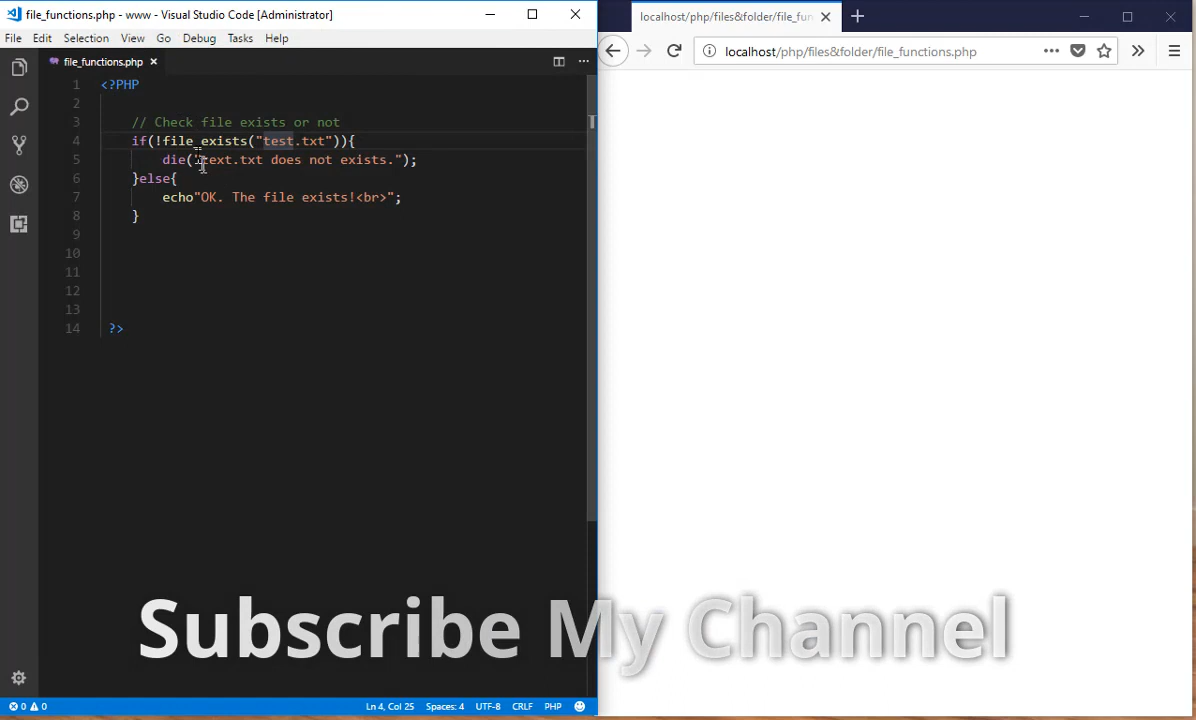 file_functions.php - www - Visual Studio Code [Administrator]
File Edit Selection View Go Debug Tasks Help
file_functions.php
1 <?PHP
2
3 // Check file exists or not
4 if(!file_exists("test.txt")){
5 die("text.txt does not exists.");
6 }else{
7 echo"OK. The file exists!<br>";
8 }
9
10
11
12
13
14 ?>
0 0 Ln 4, Col 25 Spaces: 4 UTF-8 CRLF PHP
localhost/php/files&folder/file_fun
localhost/php/files&folder/file_functions.php
Subscribe My Channel